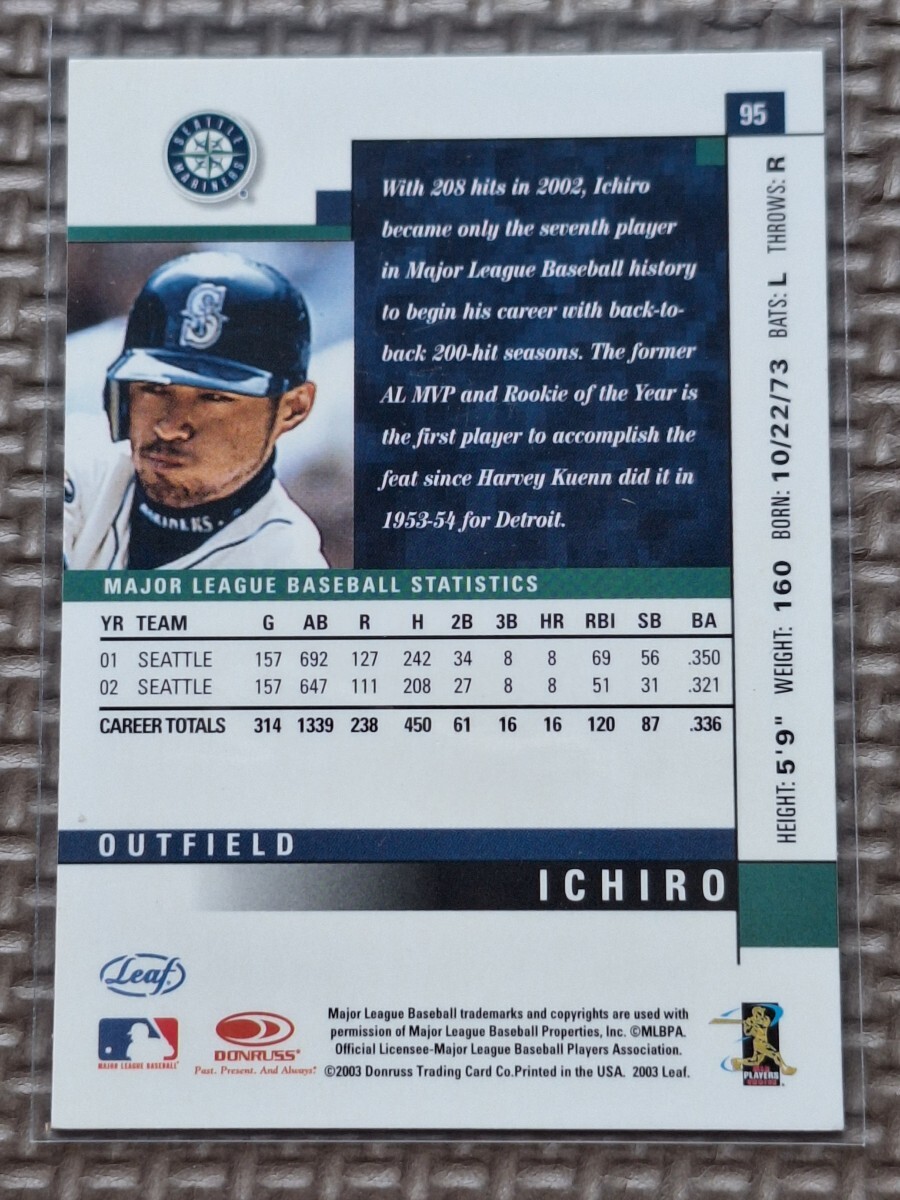 95
SEATTLE
MARINERS
With 208 hits in 2002, Ichiro
became only the seventh player
in Major League Baseball history
to begin his career with back-to-
back 200-hit seasons. The former
AL MVP and Rookie of the Year is
the first player to accomplish the
feat since Harvey Kuenn did it in
1953-54 for Detroit.
S
HEIGHT: 5'9" WEIGHT: 160 BORN: 10/22/73 BATS: L THROWS: R
MAJOR LEAGUE BASEBALL STATISTICS
YR TEAM G AB R H 2B 3B HR RBI SB BA
01 SEATTLE 157 692 127 242 34 8 8 69 56 .350
02 SEATTLE 157 647 111 208 27 8 8 51 31 .321
CAREER TOTALS 314 1339 238 450 61 16 16 120 87 .336
OUTFIELD
ICHIRO
Leaf
MAJOR LEAGUE BASEBALL
DONRUSS
Past. Present. And Always!
Major League Baseball trademarks and copyrights are used with
permission of Major League Baseball Properties, Inc. ©MLBPA.
Official Licensee-Major League Baseball Players Association.
©2003 Donruss Trading Card Co.Printed in the USA. 2003 Leaf.
PLAYERS